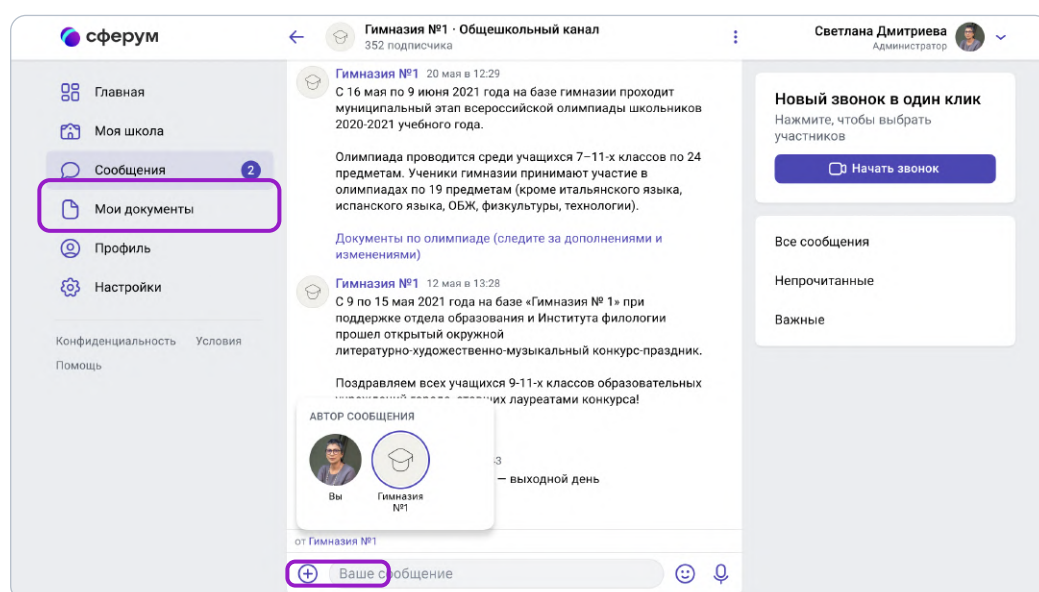 сферум
Гимназия №1 · Общешкольный канал
352 подписчика
Светлана Дмитриева
Администратор
Главная
Моя школа
Сообщения 2
Мои документы
Профиль
Настройки
Конфиденциальность Условия
Помощь
Гимназия №1 20 мая в 12:29
С 16 мая по 9 июня 2021 года на базе гимназии проходит
муниципальный этап всероссийской олимпиады школьников
2020-2021 учебного года.
Олимпиада проводится среди учащихся 7–11-х классов по 24
предметам. Ученики гимназии принимают участие в
олимпиадах по 19 предметам (кроме итальянского языка,
испанского языка, ОБЖ, физкультуры, технологии).
Документы по олимпиаде (следите за дополнениями и
изменениями)
Гимназия №1 12 мая в 13:28
С 9 по 15 мая 2021 года на базе «Гимназия № 1» при
поддержке отдела образования и Института филологии
прошел открытый окружной
литературно-художественно-музыкальный конкурс-праздник.
Поздравляем всех учащихся 9-11-х классов образовательных
лауреатами конкурса!
АВТОР СООБЩЕНИЯ
Вы
Гимназия
№1
3
— выходной день
от Гимназия №1
Ваше сообщение
Новый звонок в один клик
Нажмите, чтобы выбрать
участников
Начать звонок
Все сообщения
Непрочитанные
Важные